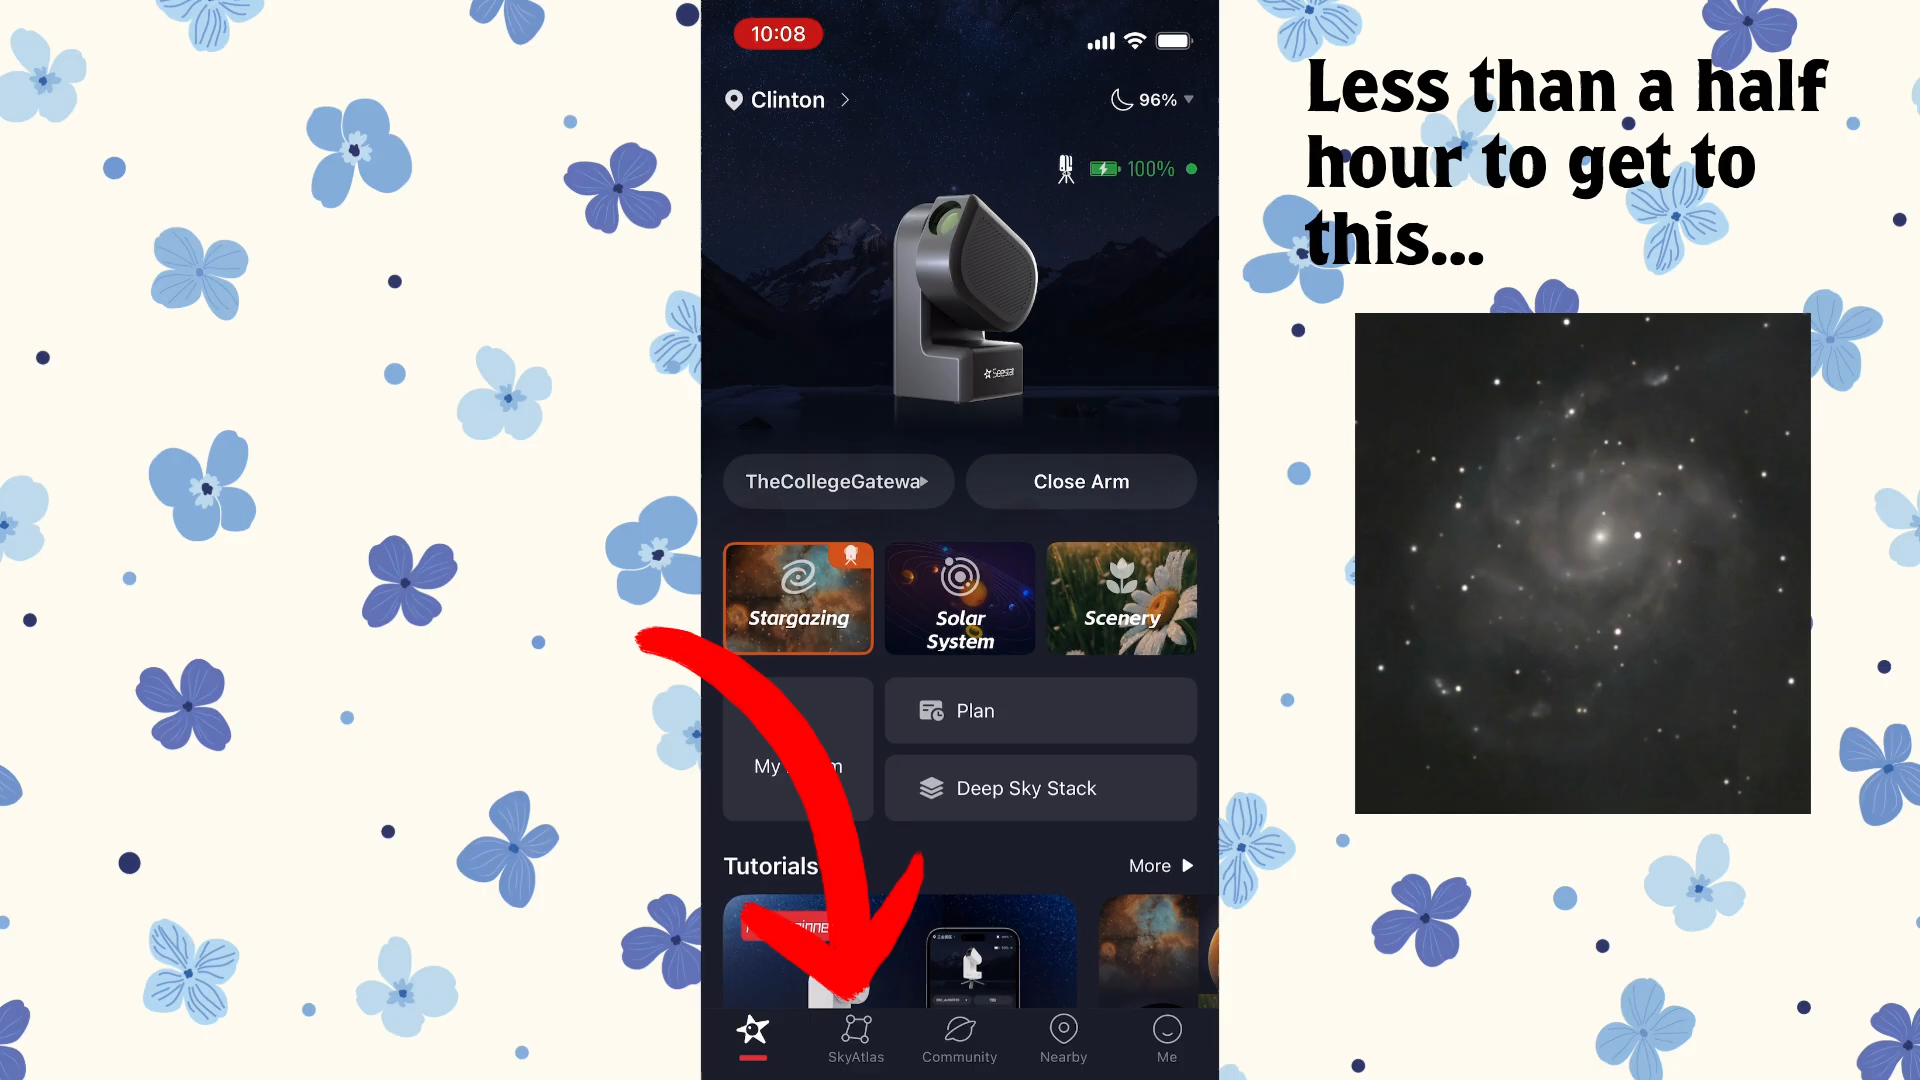 10:08
Clinton
96%
100%
Seestar
TheCollegeGatewa
Close Arm
Stargazing
Solar
System
Scenery
Plan
My
Deep Sky Stack
Tutorials
More
SkyAtlas
Community
Nearby
Me
Less than a half
hour to get to
this...